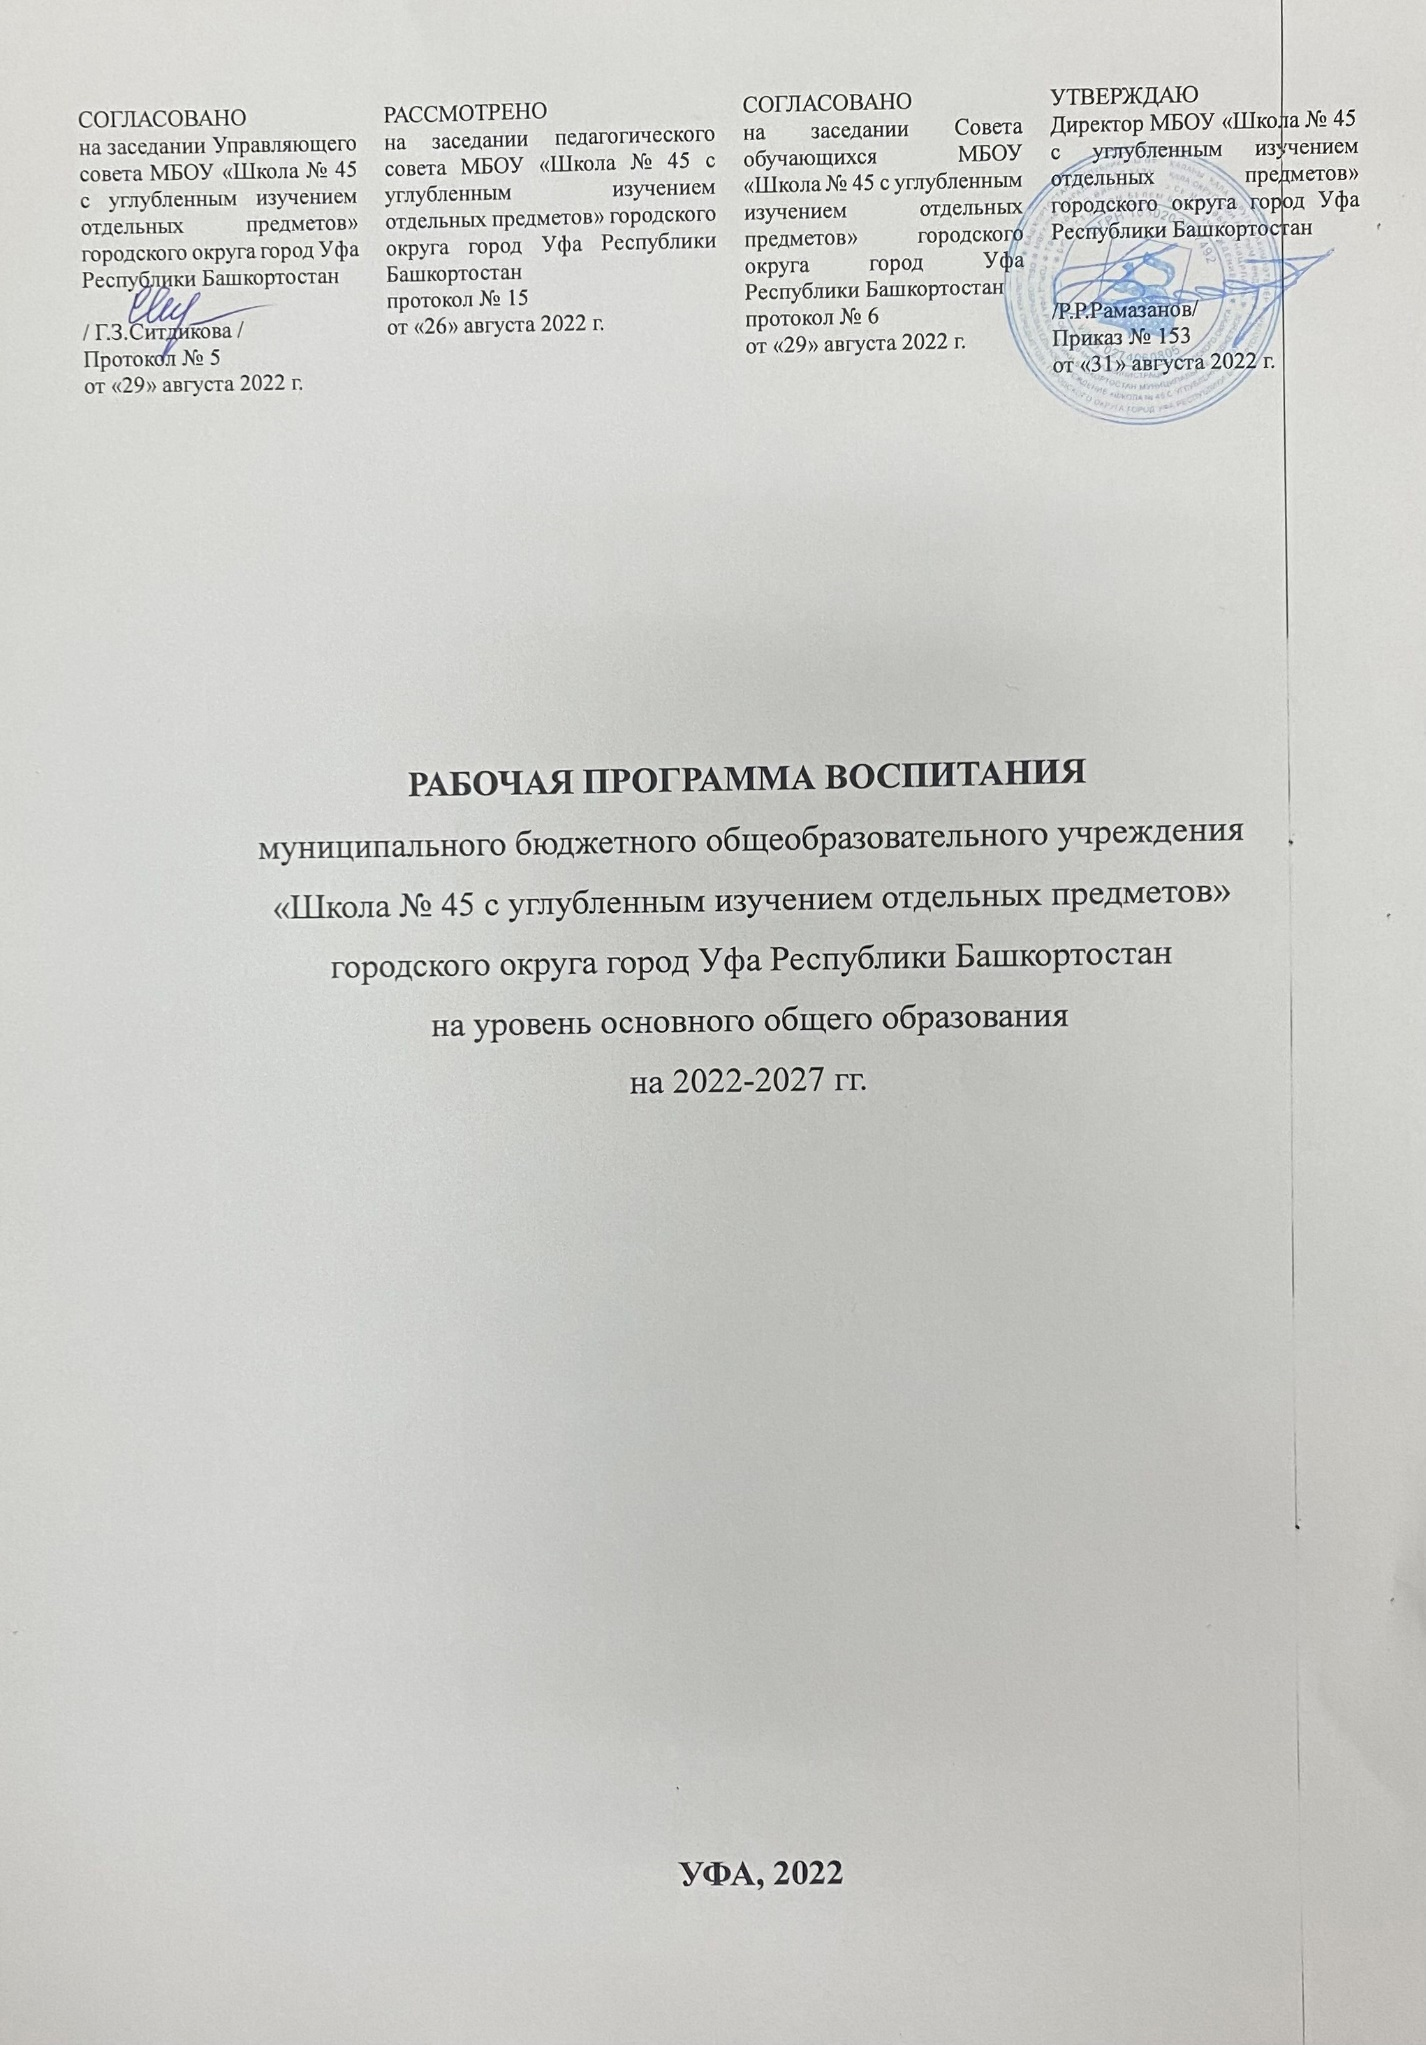 СОГЛАСОВАНО
на заседании Управляющего
совета МБОУ «Школа № 45
с углубленным изучением
отдельных предметов»
городского округа город Уфа
Республики Башкортостан
/ Г.З.Ситдикова /
Протокол № 5
от «29» августа 2022 г.
РАССМОТРЕНО
на заседании педагогического
совета МБОУ «Школа № 45 с
углубленным изучением
отдельных предметов» городского
округа город Уфа Республики
Башкортостан
протокол № 15
от «26» августа 2022 г.
СОГЛАСОВАНО
на заседании Совета
обучающихся МБОУ
«Школа № 45 с углубленным
изучением отдельных
предметов» городского
округа город Уфа
Республики Башкортостан
протокол № 6
от «29» августа 2022 г.
УТВЕРЖДАЮ
Директор МБОУ «Школа № 45
с углубленным изучением
отдельных предметов»
городского округа город Уфа
Республики Башкортостан
/Р.Р.Рамазанов/
Приказ № 153
от «31» августа 2022 г.
РАБОЧАЯ ПРОГРАММА ВОСПИТАНИЯ
муниципального бюджетного общеобразовательного учреждения
«Школа № 45 с углубленным изучением отдельных предметов»
городского округа город Уфа Республики Башкортостан
на уровень основного общего образования
на 2022-2027 гг.
УФА, 2022